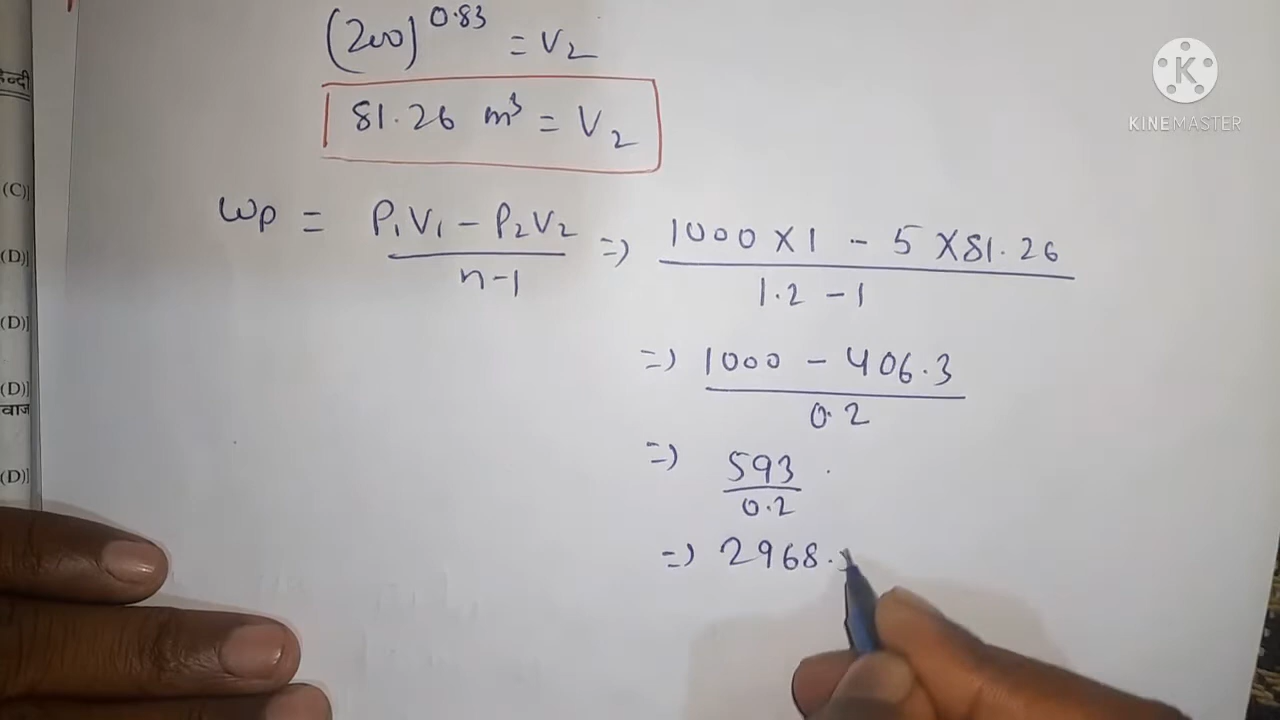 (200)^0.83 = V2
81.26 m³ = V2
Wp = P1V1 - P2V2 / n-1 => 1000 X 1 - 5 X 81.26 / 1.2 - 1
=> 1000 - 406.3 / 0.2
=> 593 / 0.2
=> 2968.
KINEMASTER
हिन्दी
(C)]
(D)]
(D)]
(D)]
(D)]